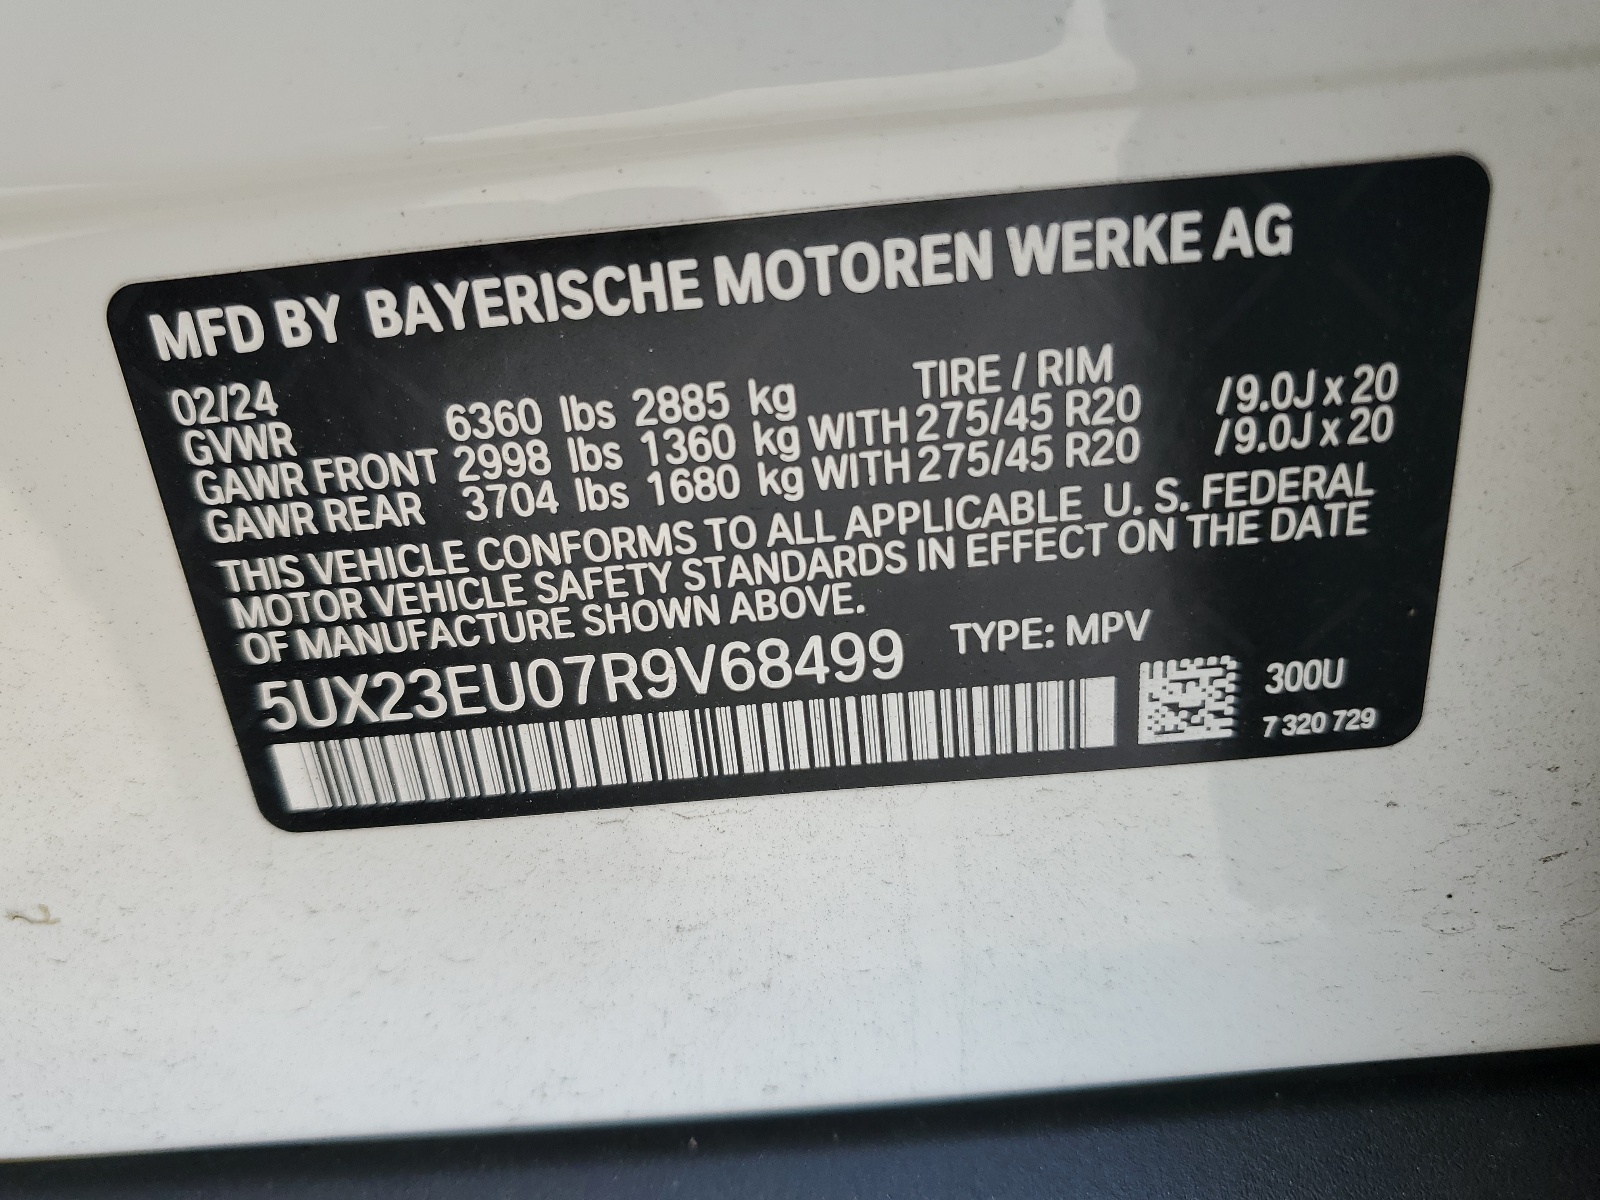 MFD BY BAYERISCHE MOTOREN WERKE AG
02/24 TIRE / RIM
GVWR 6360 lbs 2885 kg
GAWR FRONT 2998 lbs 1360 kg WITH 275/45 R20 /9.0J x 20
GAWR REAR 3704 lbs 1680 kg WITH 275/45 R20 /9.0J x 20
THIS VEHICLE CONFORMS TO ALL APPLICABLE U. S. FEDERAL
MOTOR VEHICLE SAFETY STANDARDS IN EFFECT ON THE DATE
OF MANUFACTURE SHOWN ABOVE.
5UX23EU07R9V68499 TYPE: MPV
300U
7 320 729